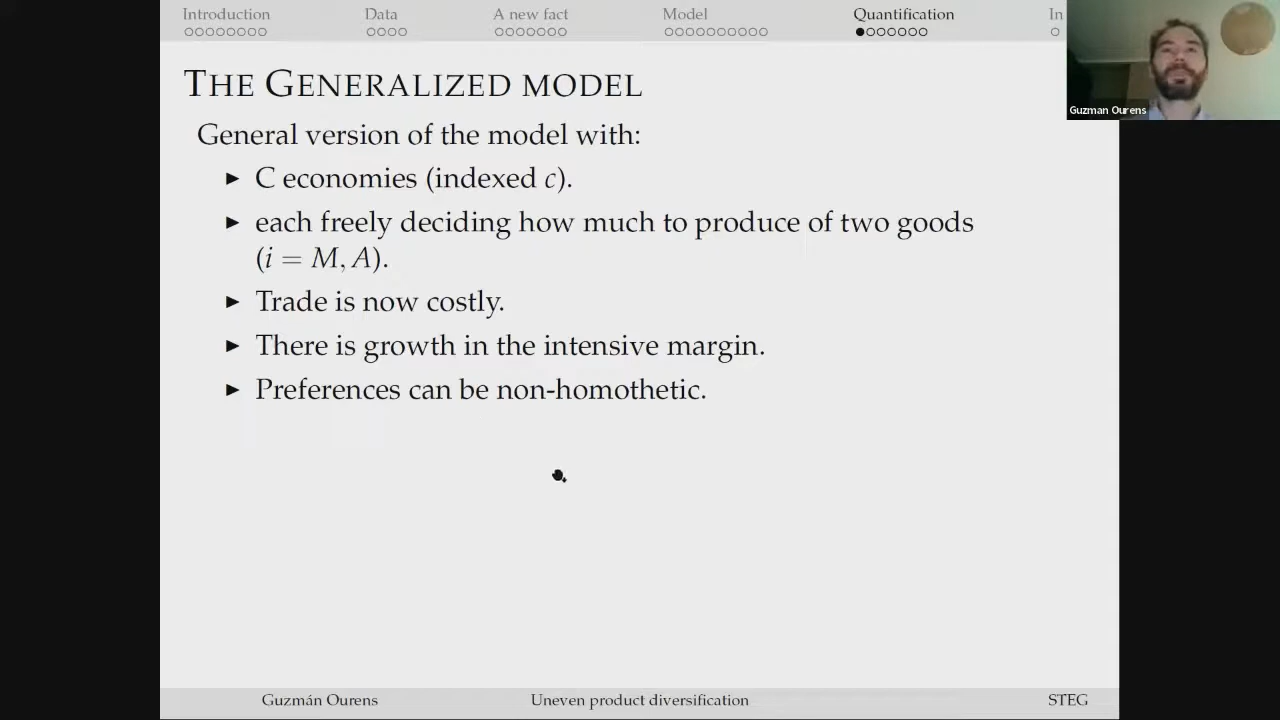 Introduction Data A new fact Model Quantification In
Guzman Ourens
THE GENERALIZED MODEL
General version of the model with:
► C economies (indexed c).
► each freely deciding how much to produce of two goods
(i = M, A).
► Trade is now costly.
► There is growth in the intensive margin.
► Preferences can be non-homothetic.
Guzmán Ourens Uneven product diversification STEG